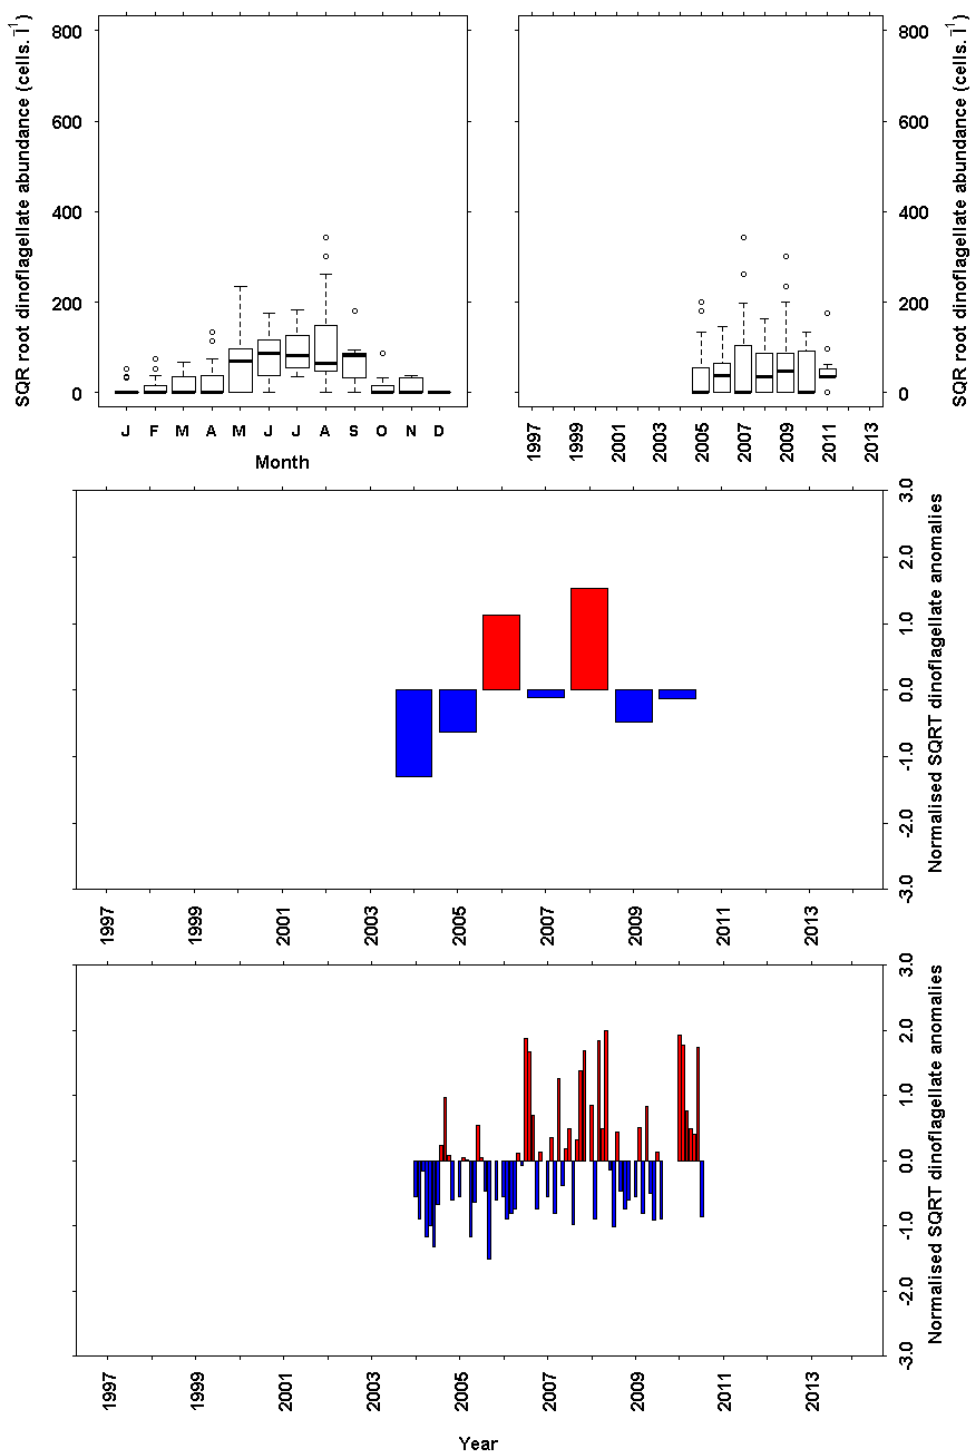 SQR root dinoflagellate abundance (cells. l⁻¹)
800
600
400
200
0
J F M A M J J A S O N D
Month
800
600
400
200
0
SQR root dinoflagellate abundance (cells. l⁻¹)
1997 1999 2001 2003 2005 2007 2009 2011 2013
3.0
2.0
1.0
0.0
-1.0
-2.0
-3.0
Normalised SQRT dinoflagellate anomalies
1997 1999 2001 2003 2005 2007 2009 2011 2013
3.0
2.0
1.0
0.0
-1.0
-2.0
-3.0
Normalised SQRT dinoflagellate anomalies
1997 1999 2001 2003 2005 2007 2009 2011 2013
Year